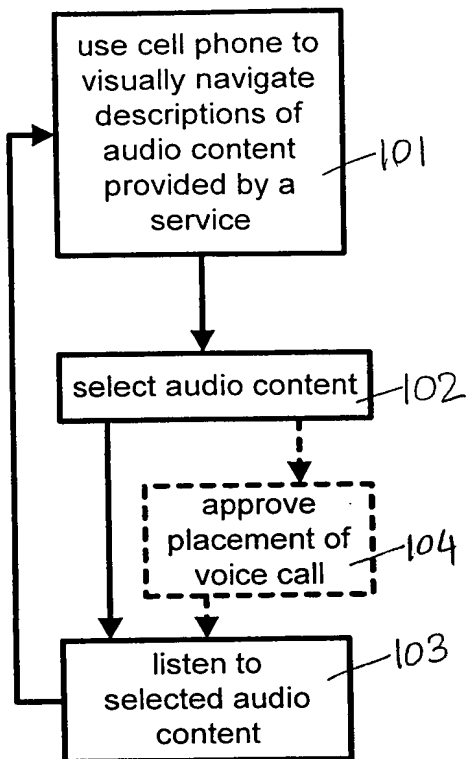 use cell phone to
visually navigate
descriptions of
audio content
provided by a
service
101
select audio content
102
approve
placement of
voice call
104
listen to
selected audio
content
103